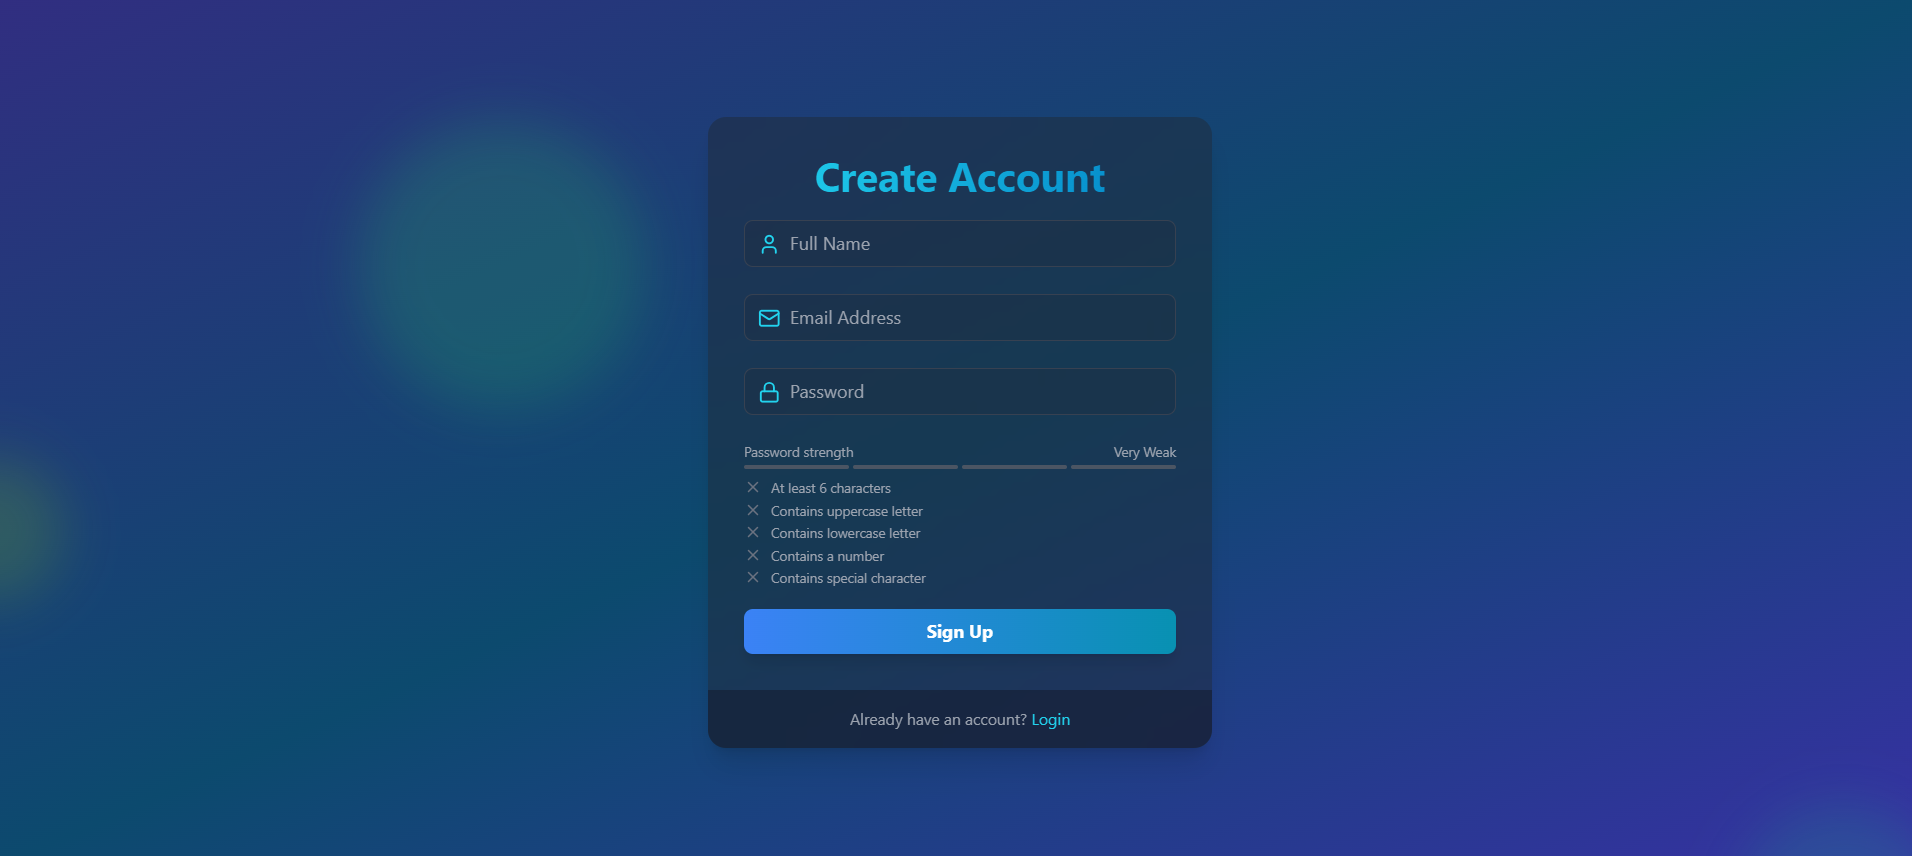 Create Account
Full Name
Email Address
Password
Password strength Very Weak
At least 6 characters
Contains uppercase letter
Contains lowercase letter
Contains a number
Contains special character
Sign Up
Already have an account? Login